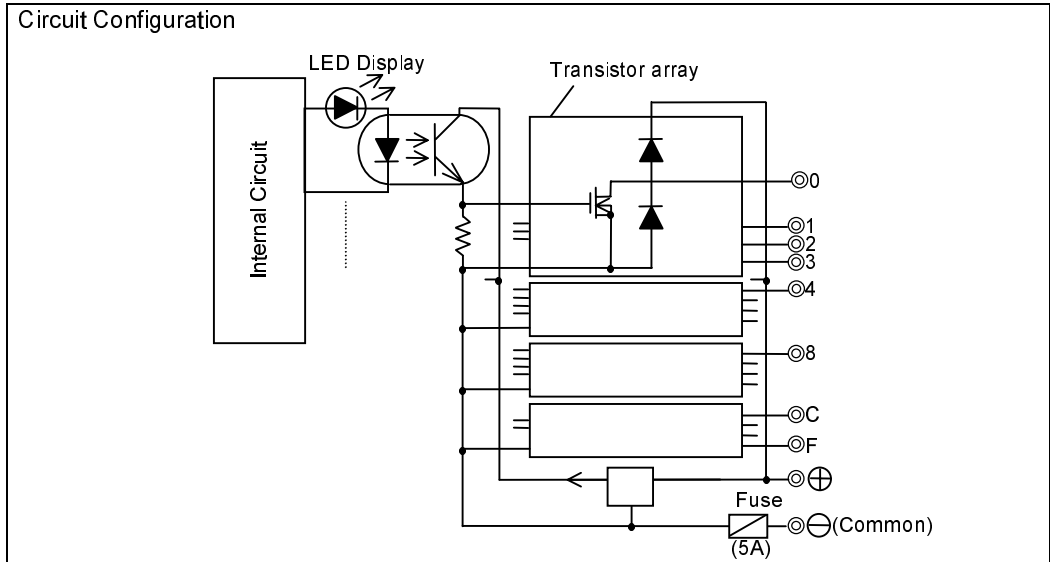 Circuit Configuration
LED Display
Transistor array
Internal Circuit
0
1
2
3
4
8
C
F
⊕
Fuse
⊖(Common)
(5A)